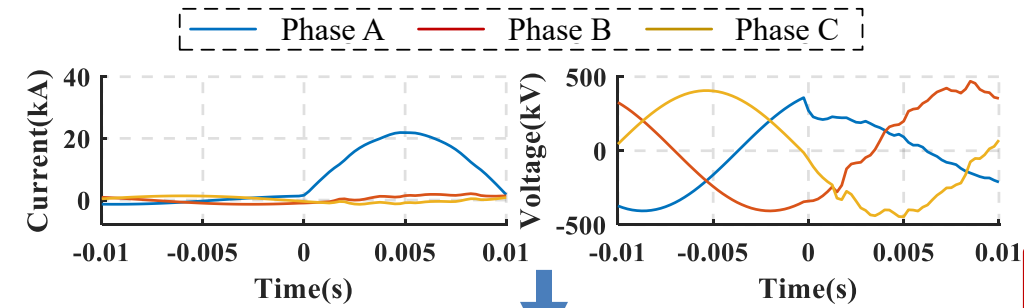 Phase A Phase B Phase C
Current(kA)
40
20
0
-0.01 -0.005 0 0.005 0.01
Time(s)
Voltage(kV)
500
0
-500
-0.01 -0.005 0 0.005 0.01
Time(s)